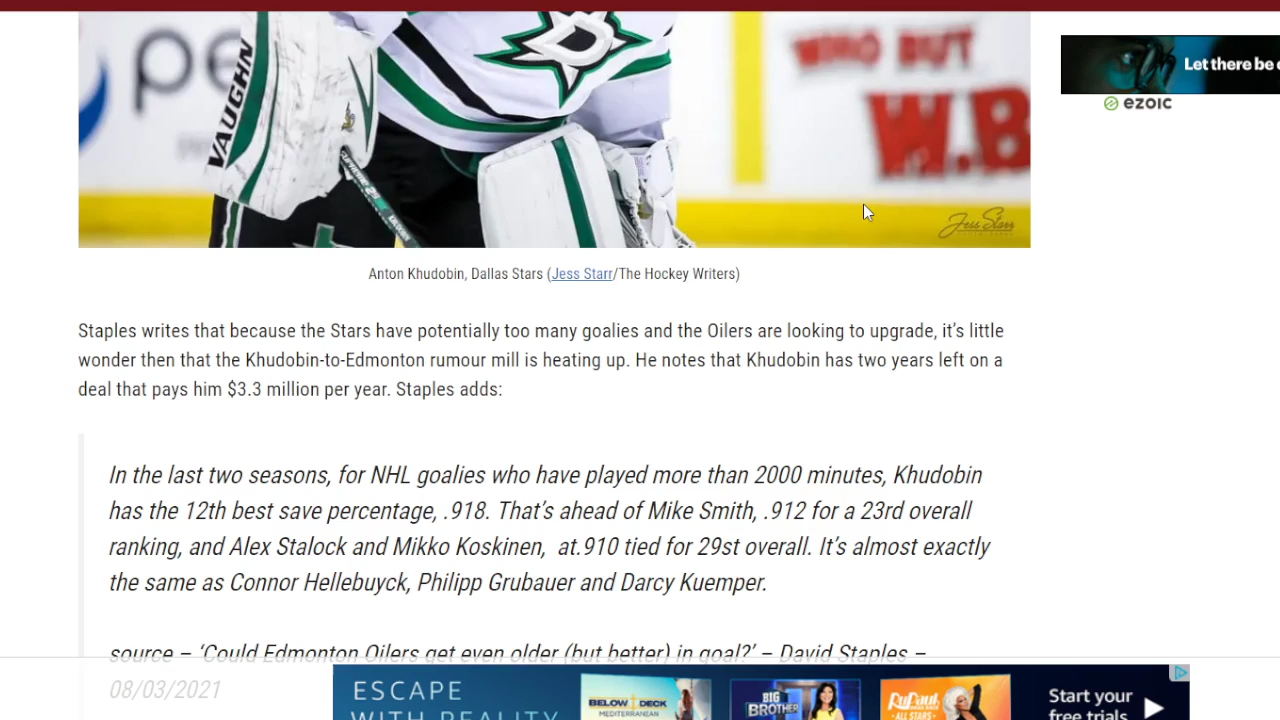 pe
VAUGHN
WHO BUT
W.B
Jess Starr
Let there be
ezoic
Anton Khudobin, Dallas Stars (Jess Starr/The Hockey Writers)
Staples writes that because the Stars have potentially too many goalies and the Oilers are looking to upgrade, it's little
wonder then that the Khudobin-to-Edmonton rumour mill is heating up. He notes that Khudobin has two years left on a
deal that pays him $3.3 million per year. Staples adds:
In the last two seasons, for NHL goalies who have played more than 2000 minutes, Khudobin
has the 12th best save percentage, .918. That's ahead of Mike Smith, .912 for a 23rd overall
ranking, and Alex Stalock and Mikko Koskinen, at.910 tied for 29st overall. It's almost exactly
the same as Connor Hellebuyck, Philipp Grubauer and Darcy Kuemper.
source – 'Could Edmonton Oilers get even older (but better) in goal?' – David Staples –
08/03/2021
ESCAPE
WITH REALITY
BELOW DECK
MEDITERRANEAN
BIG
BROTHER
RuPaul
ALL STARS
Start your
free trials